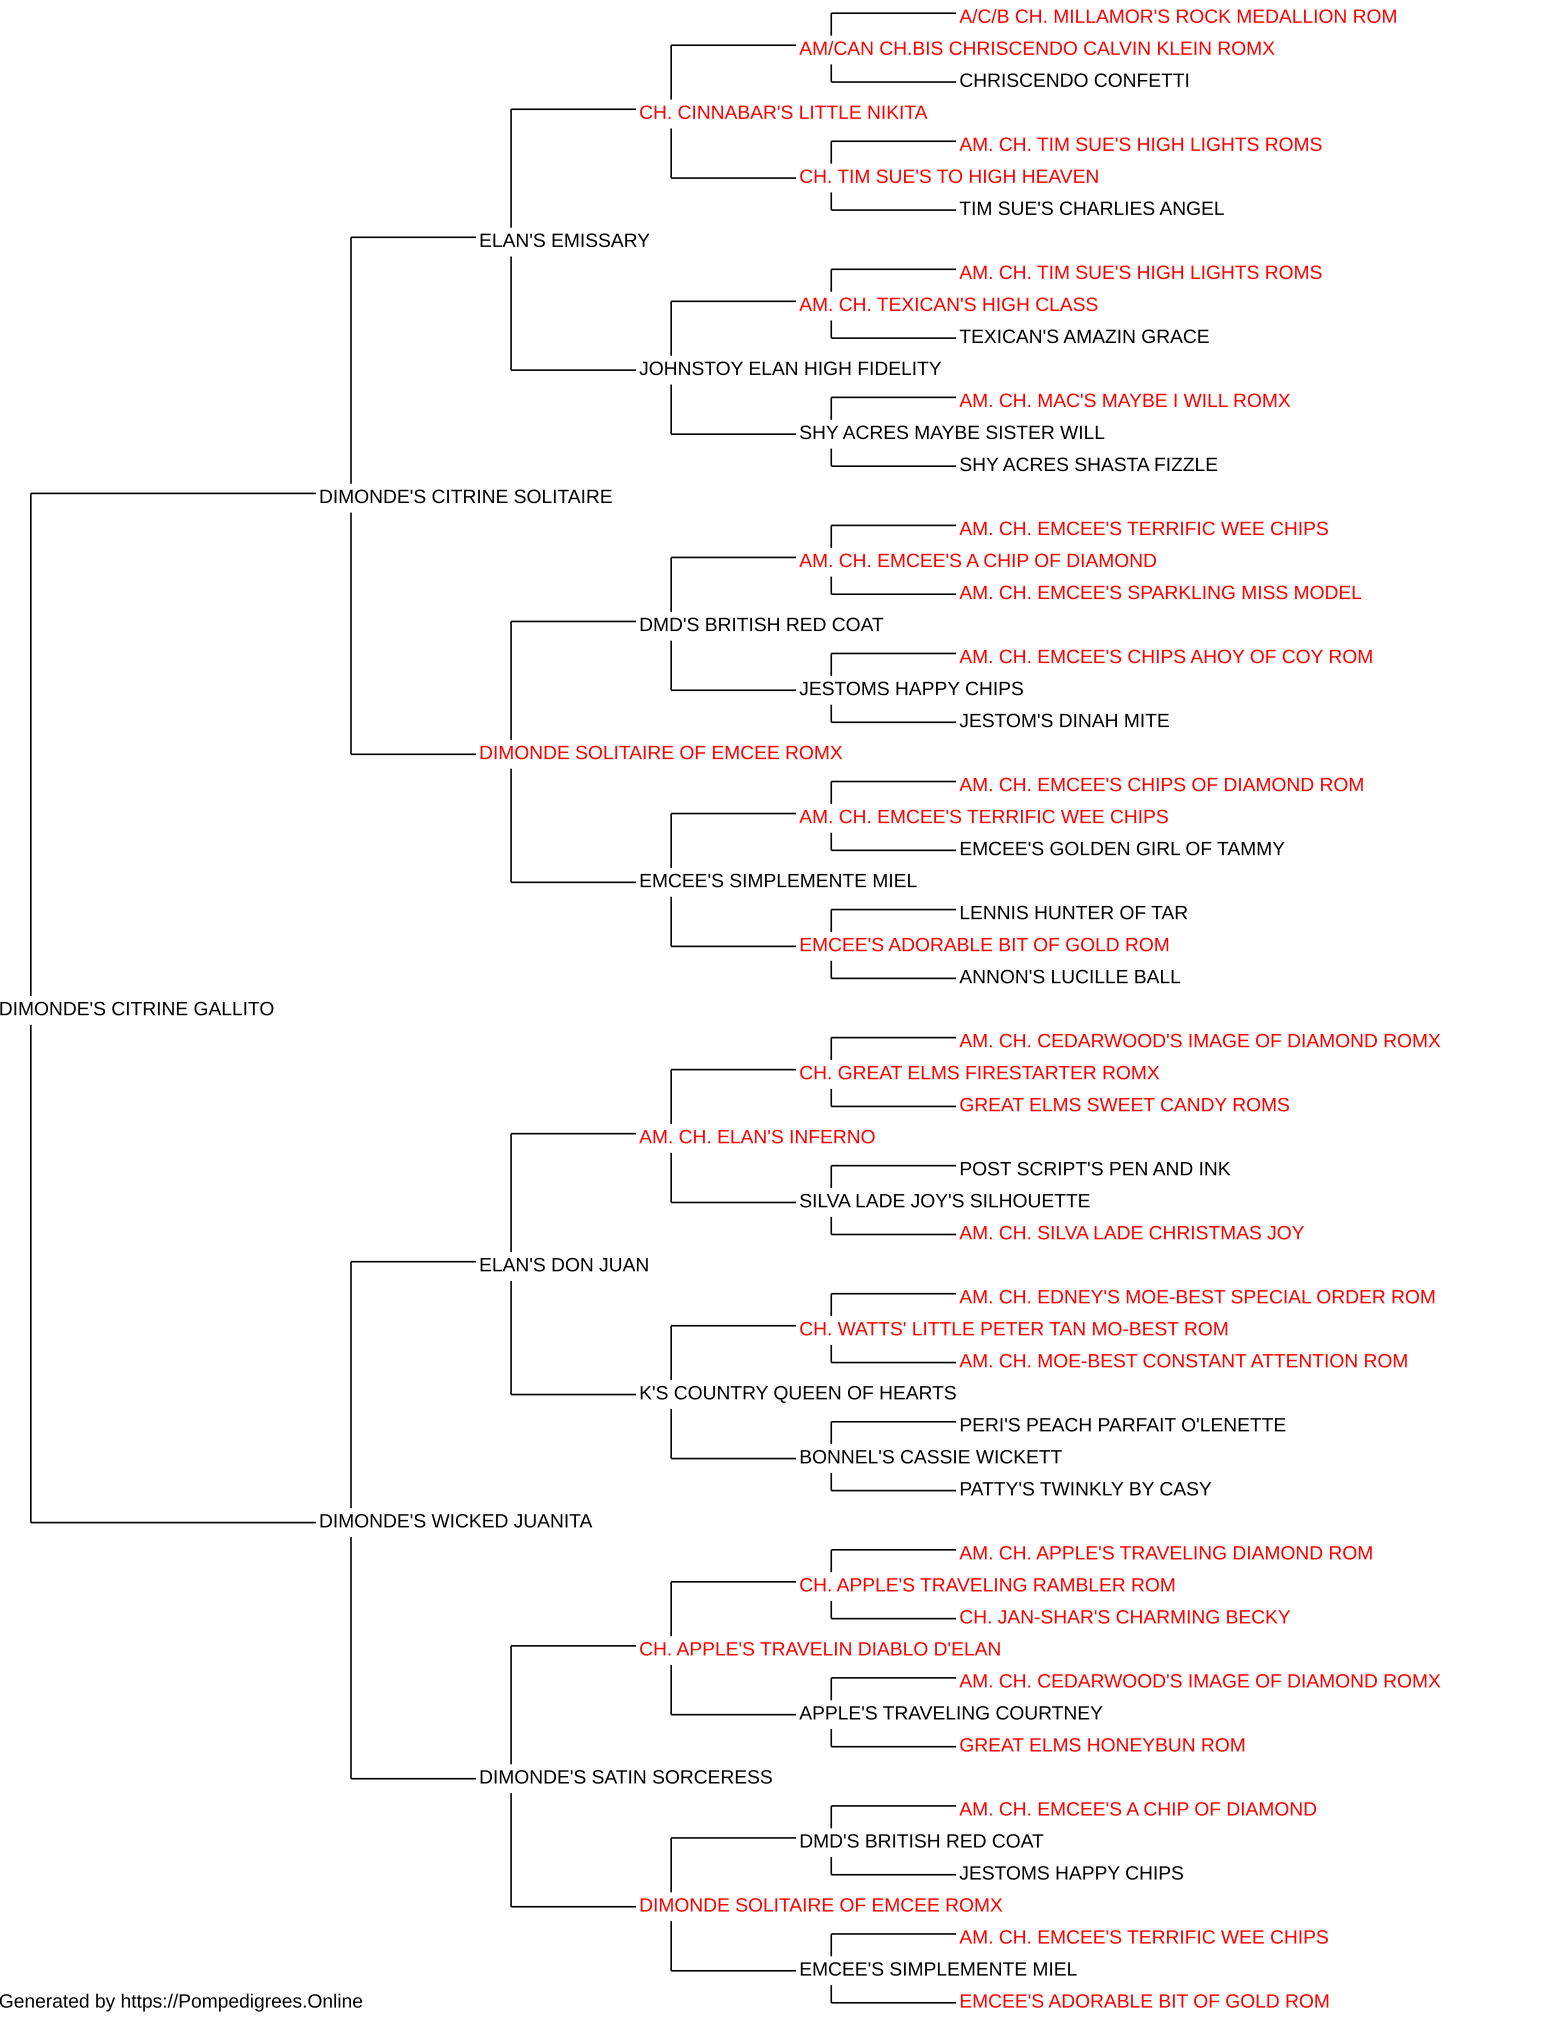 A/C/B CH. MILLAMOR'S ROCK MEDALLION ROM
AM/CAN CH.BIS CHRISCENDO CALVIN KLEIN ROMX
CHRISCENDO CONFETTI
CH. CINNABAR'S LITTLE NIKITA
AM. CH. TIM SUE'S HIGH LIGHTS ROMS
CH. TIM SUE'S TO HIGH HEAVEN
TIM SUE'S CHARLIES ANGEL
ELAN'S EMISSARY
AM. CH. TIM SUE'S HIGH LIGHTS ROMS
AM. CH. TEXICAN'S HIGH CLASS
TEXICAN'S AMAZIN GRACE
JOHNSTOY ELAN HIGH FIDELITY
AM. CH. MAC'S MAYBE I WILL ROMX
SHY ACRES MAYBE SISTER WILL
SHY ACRES SHASTA FIZZLE
DIMONDE'S CITRINE SOLITAIRE
AM. CH. EMCEE'S TERRIFIC WEE CHIPS
AM. CH. EMCEE'S A CHIP OF DIAMOND
AM. CH. EMCEE'S SPARKLING MISS MODEL
DMD'S BRITISH RED COAT
AM. CH. EMCEE'S CHIPS AHOY OF COY ROM
JESTOMS HAPPY CHIPS
JESTOM'S DINAH MITE
DIMONDE SOLITAIRE OF EMCEE ROMX
AM. CH. EMCEE'S CHIPS OF DIAMOND ROM
AM. CH. EMCEE'S TERRIFIC WEE CHIPS
EMCEE'S GOLDEN GIRL OF TAMMY
EMCEE'S SIMPLEMENTE MIEL
LENNIS HUNTER OF TAR
EMCEE'S ADORABLE BIT OF GOLD ROM
ANNON'S LUCILLE BALL
DIMONDE'S CITRINE GALLITO
AM. CH. CEDARWOOD'S IMAGE OF DIAMOND ROMX
CH. GREAT ELMS FIRESTARTER ROMX
GREAT ELMS SWEET CANDY ROMS
AM. CH. ELAN'S INFERNO
POST SCRIPT'S PEN AND INK
SILVA LADE JOY'S SILHOUETTE
AM. CH. SILVA LADE CHRISTMAS JOY
ELAN'S DON JUAN
AM. CH. EDNEY'S MOE-BEST SPECIAL ORDER ROM
CH. WATTS' LITTLE PETER TAN MO-BEST ROM
AM. CH. MOE-BEST CONSTANT ATTENTION ROM
K'S COUNTRY QUEEN OF HEARTS
PERI'S PEACH PARFAIT O'LENETTE
BONNEL'S CASSIE WICKETT
PATTY'S TWINKLY BY CASY
DIMONDE'S WICKED JUANITA
AM. CH. APPLE'S TRAVELING DIAMOND ROM
CH. APPLE'S TRAVELING RAMBLER ROM
CH. JAN-SHAR'S CHARMING BECKY
CH. APPLE'S TRAVELIN DIABLO D'ELAN
AM. CH. CEDARWOOD'S IMAGE OF DIAMOND ROMX
APPLE'S TRAVELING COURTNEY
GREAT ELMS HONEYBUN ROM
DIMONDE'S SATIN SORCERESS
AM. CH. EMCEE'S A CHIP OF DIAMOND
DMD'S BRITISH RED COAT
JESTOMS HAPPY CHIPS
DIMONDE SOLITAIRE OF EMCEE ROMX
AM. CH. EMCEE'S TERRIFIC WEE CHIPS
EMCEE'S SIMPLEMENTE MIEL
EMCEE'S ADORABLE BIT OF GOLD ROM
Generated by https://Pompedigrees.Online